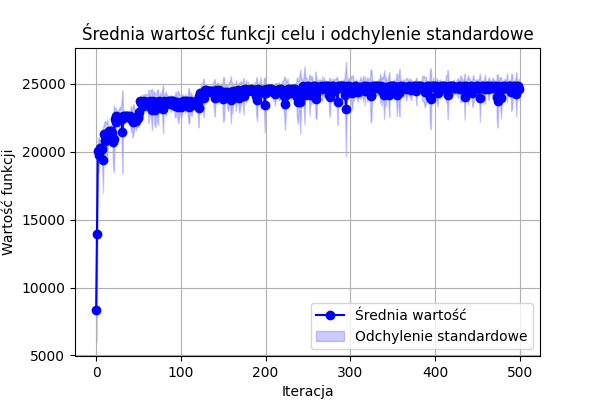 Średnia wartość funkcji celu i odchylenie standardowe
Wartość funkcji
25000
20000
15000
10000
5000
0 100 200 300 400 500
Iteracja
Średnia wartość
Odchylenie standardowe